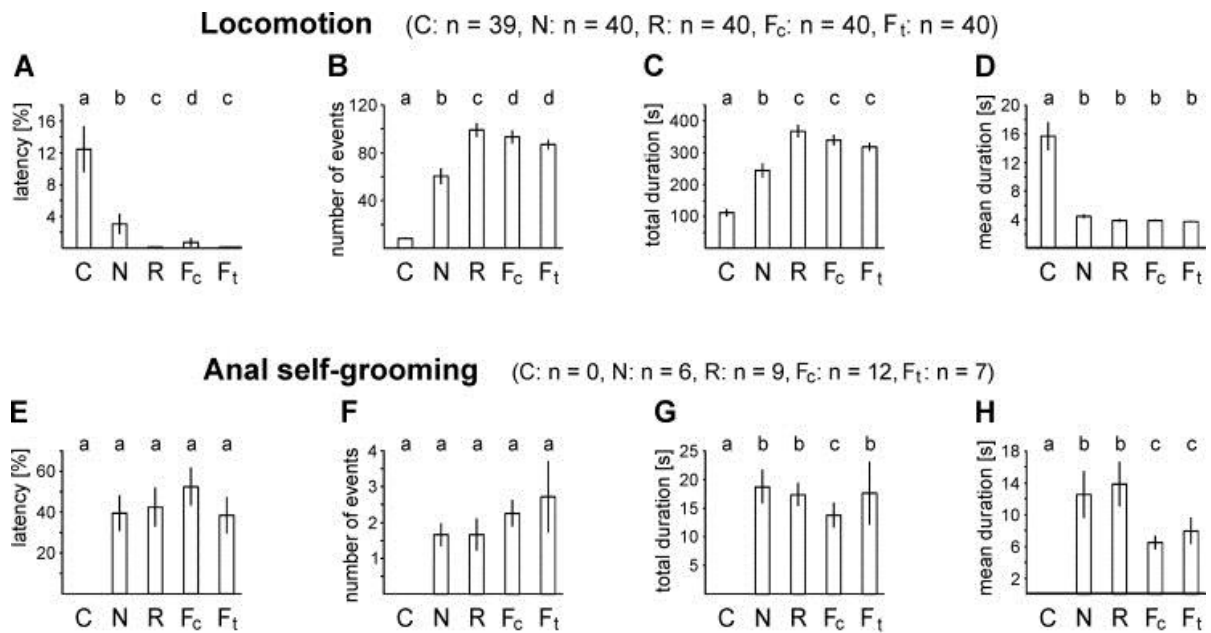 Locomotion (C: n = 39, N: n = 40, R: n = 40, Fc: n = 40, Ft: n = 40)
A B C D
a b c d c
a b c d d
a b c c c
a b b b b
latency [%]
16
12
8
4
number of events
120
80
40
total duration [s]
400
300
200
100
mean duration [s]
20
16
12
8
4
C N R Fc Ft
C N R Fc Ft
C N R Fc Ft
C N R Fc Ft
Anal self-grooming (C: n = 0, N: n = 6, R: n = 9, Fc: n = 12, Ft: n = 7)
E F G H
a a a a a
a a a a a
a b b c b
a b b c c
latency [%]
60
40
20
number of events
4
3
2
1
total duration [s]
25
20
15
10
5
mean duration [s]
18
14
10
6
2
C N R Fc Ft
C N R Fc Ft
C N R Fc Ft
C N R Fc Ft